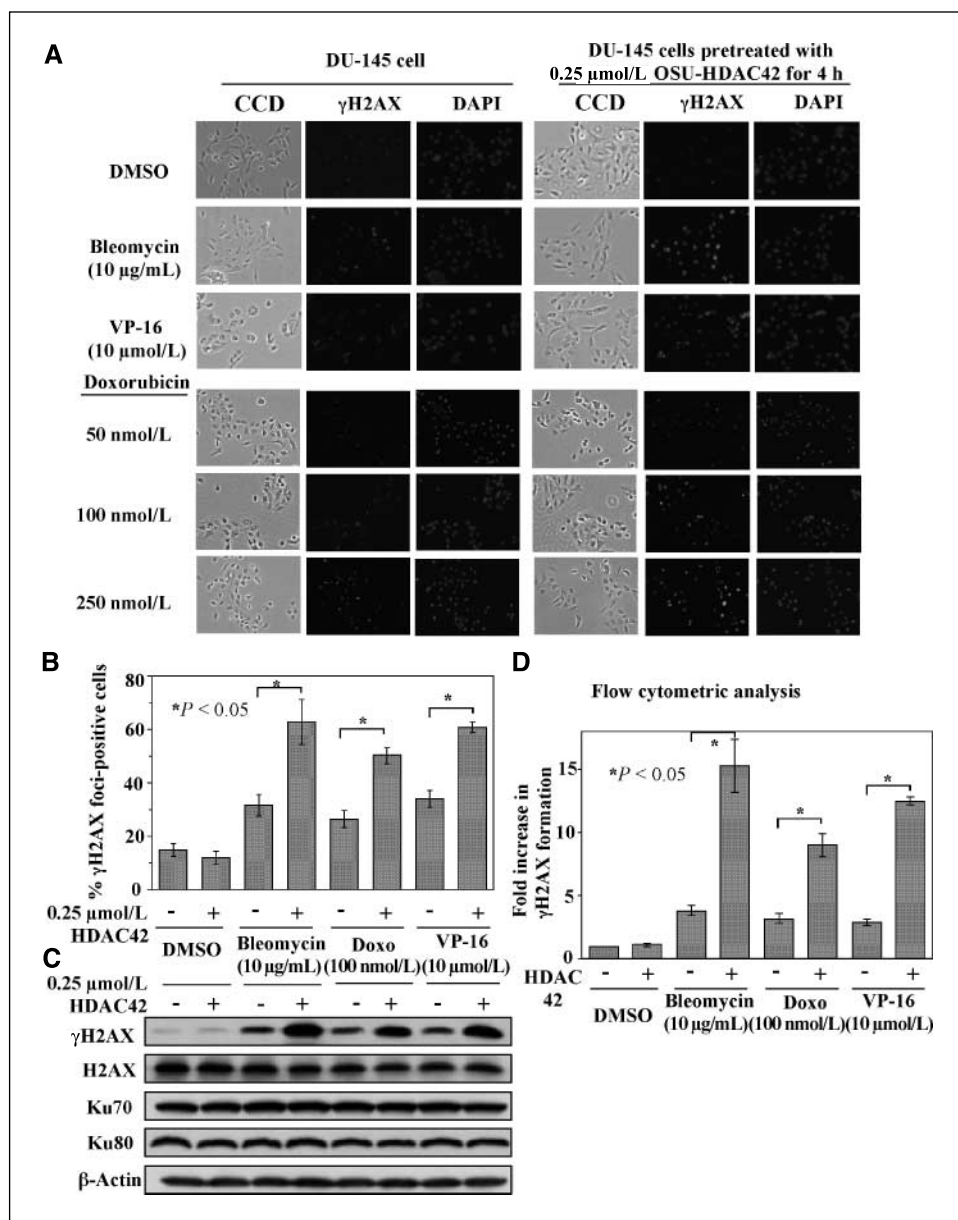 A
DU-145 cell
DU-145 cells pretreated with
0.25 µmol/L OSU-HDAC42 for 4 h
CCD γH2AX DAPI CCD γH2AX DAPI
DMSO
Bleomycin
(10 µg/mL)
VP-16
(10 µmol/L)
Doxorubicin
50 nmol/L
100 nmol/L
250 nmol/L
B
% γH2AX foci-positive cells
80
60
40
20
0
*P < 0.05
* * *
0.25 µmol/L
HDAC42
- + - + - + - +
DMSO Bleomycin Doxo VP-16
(10 µg/mL) (100 nmol/L) (10 µmol/L)
C
0.25 µmol/L
HDAC42
- + - + - + - +
γH2AX
H2AX
Ku70
Ku80
β-Actin
D
Flow cytometric analysis
Fold increase in
γH2AX formation
15
10
5
0
*P < 0.05
* * *
HDAC
42
- + - + - + - +
DMSO Bleomycin Doxo VP-16
(10 µg/mL) (100 nmol/L) (10 µmol/L)